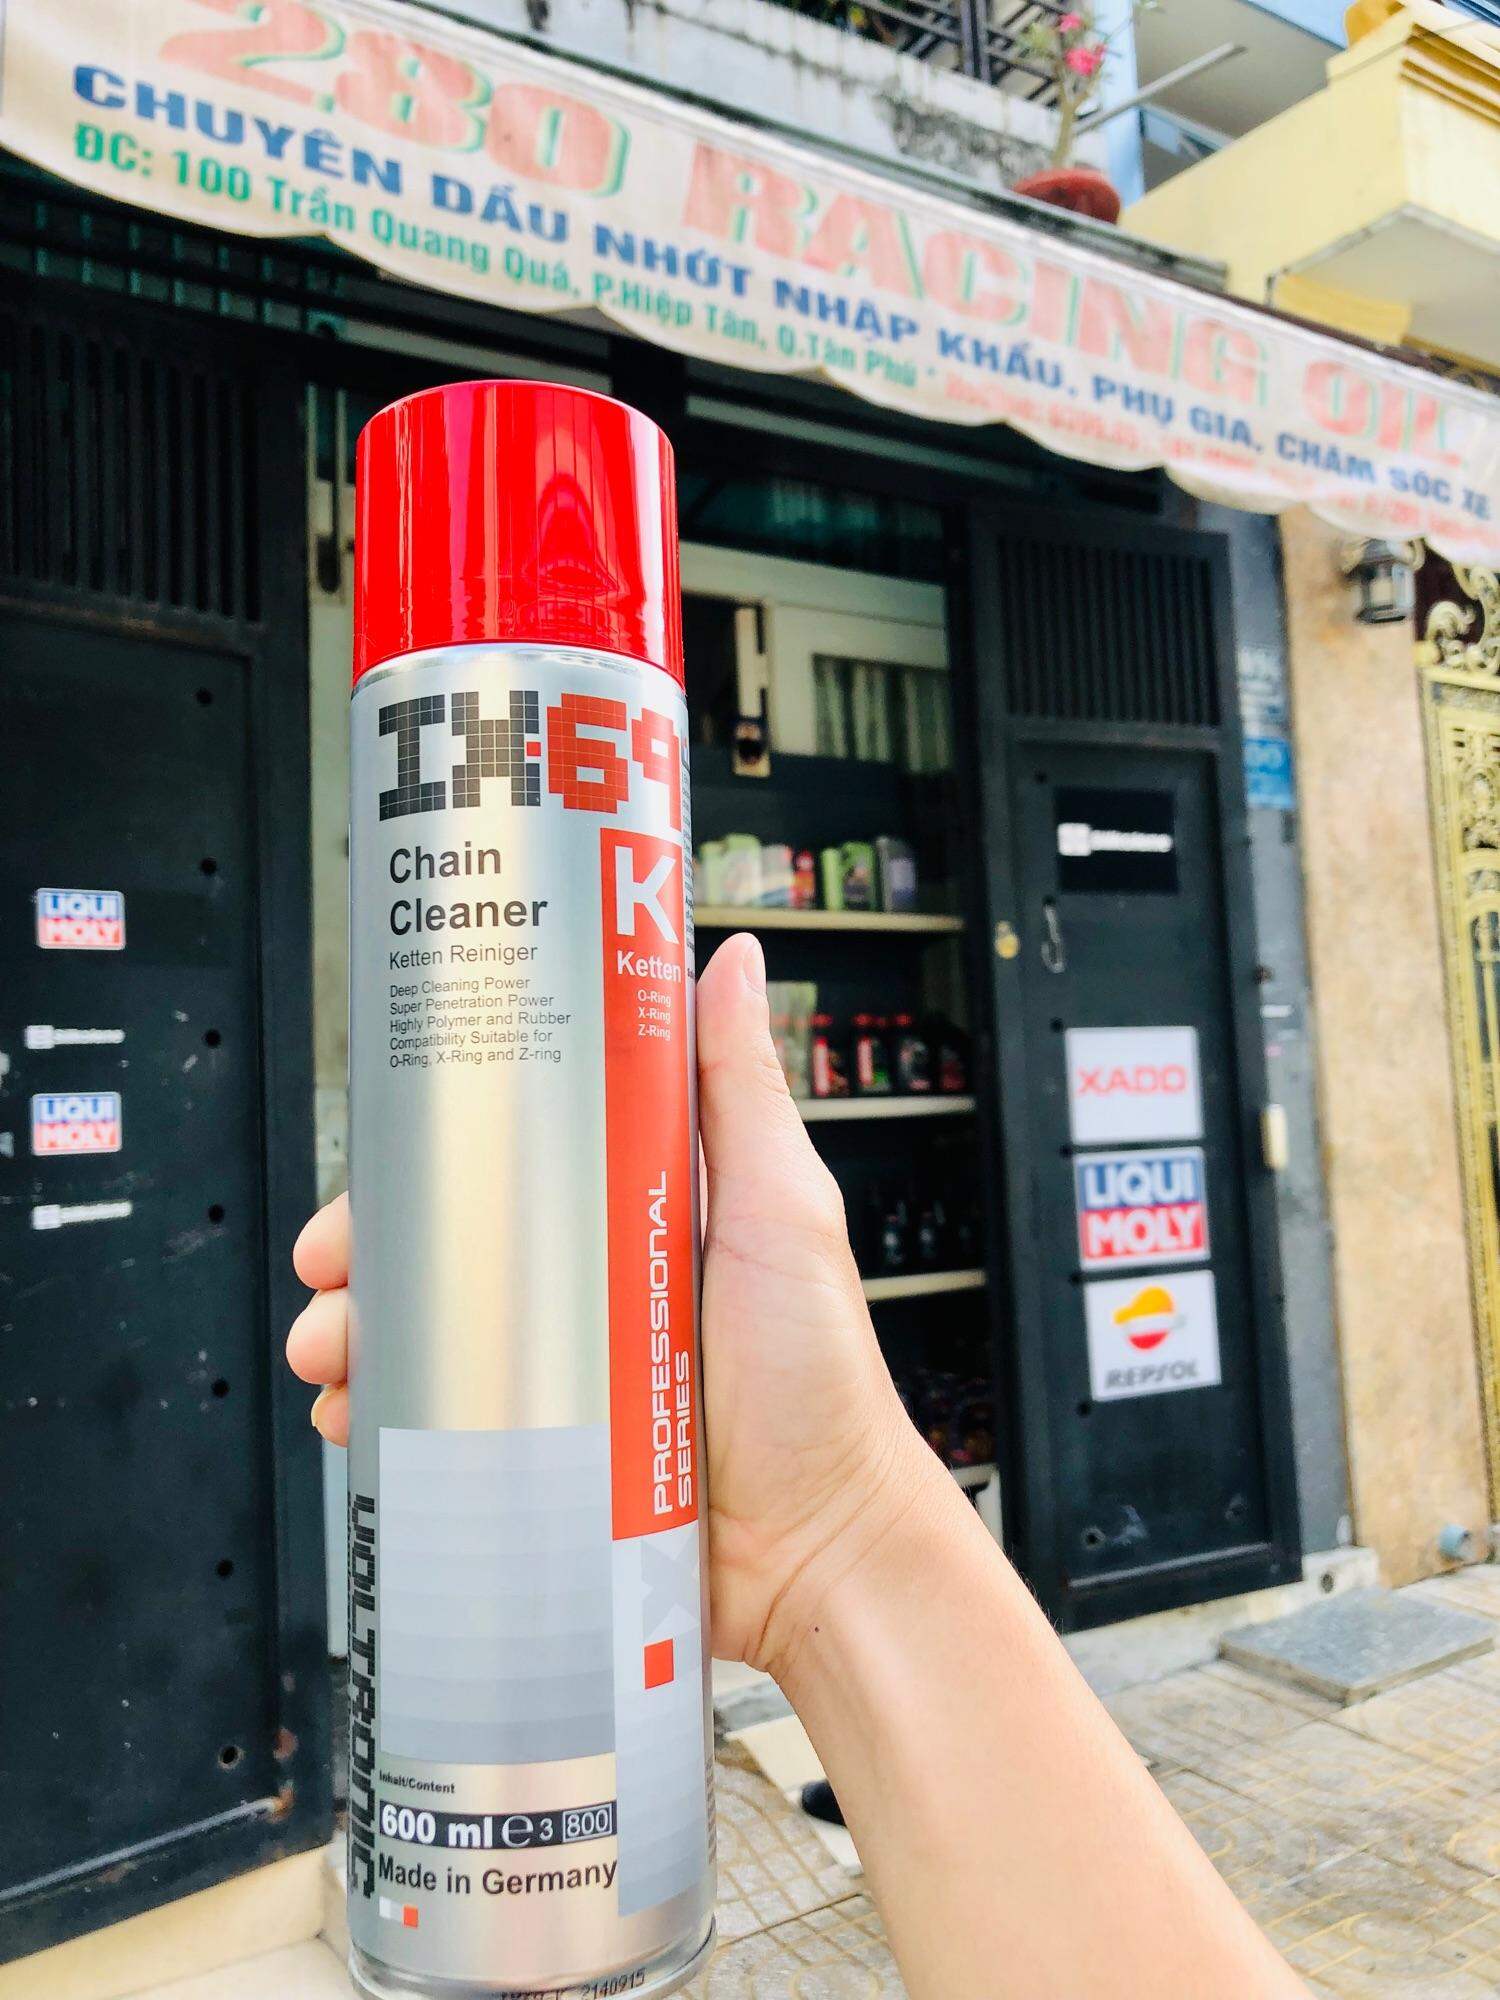 280 RACING OIL
CHUYÊN DẦU NHỚT NHẬP KHẨU. PHỤ GIA. CHĂM SÓC XE
ĐC: 100 Trần Quang Quá, P.Hiệp Tân, Q.Tân Phú
IX69
Chain
Cleaner
Ketten Reiniger
Deep Cleaning Power
Super Penetration Power
Highly Polymer and Rubber
Compatibility Suitable for
O-Ring, X-Ring and Z-ring
K
Ketten
O-Ring
X-Ring
Z-Ring
PROFESSIONAL
SERIES
Inhalt/Content
600 ml e 3 800
Made in Germany
2140915
LIQUI
MOLY
LIQUI
MOLY
XADO
LIQUI
MOLY
REPSOL